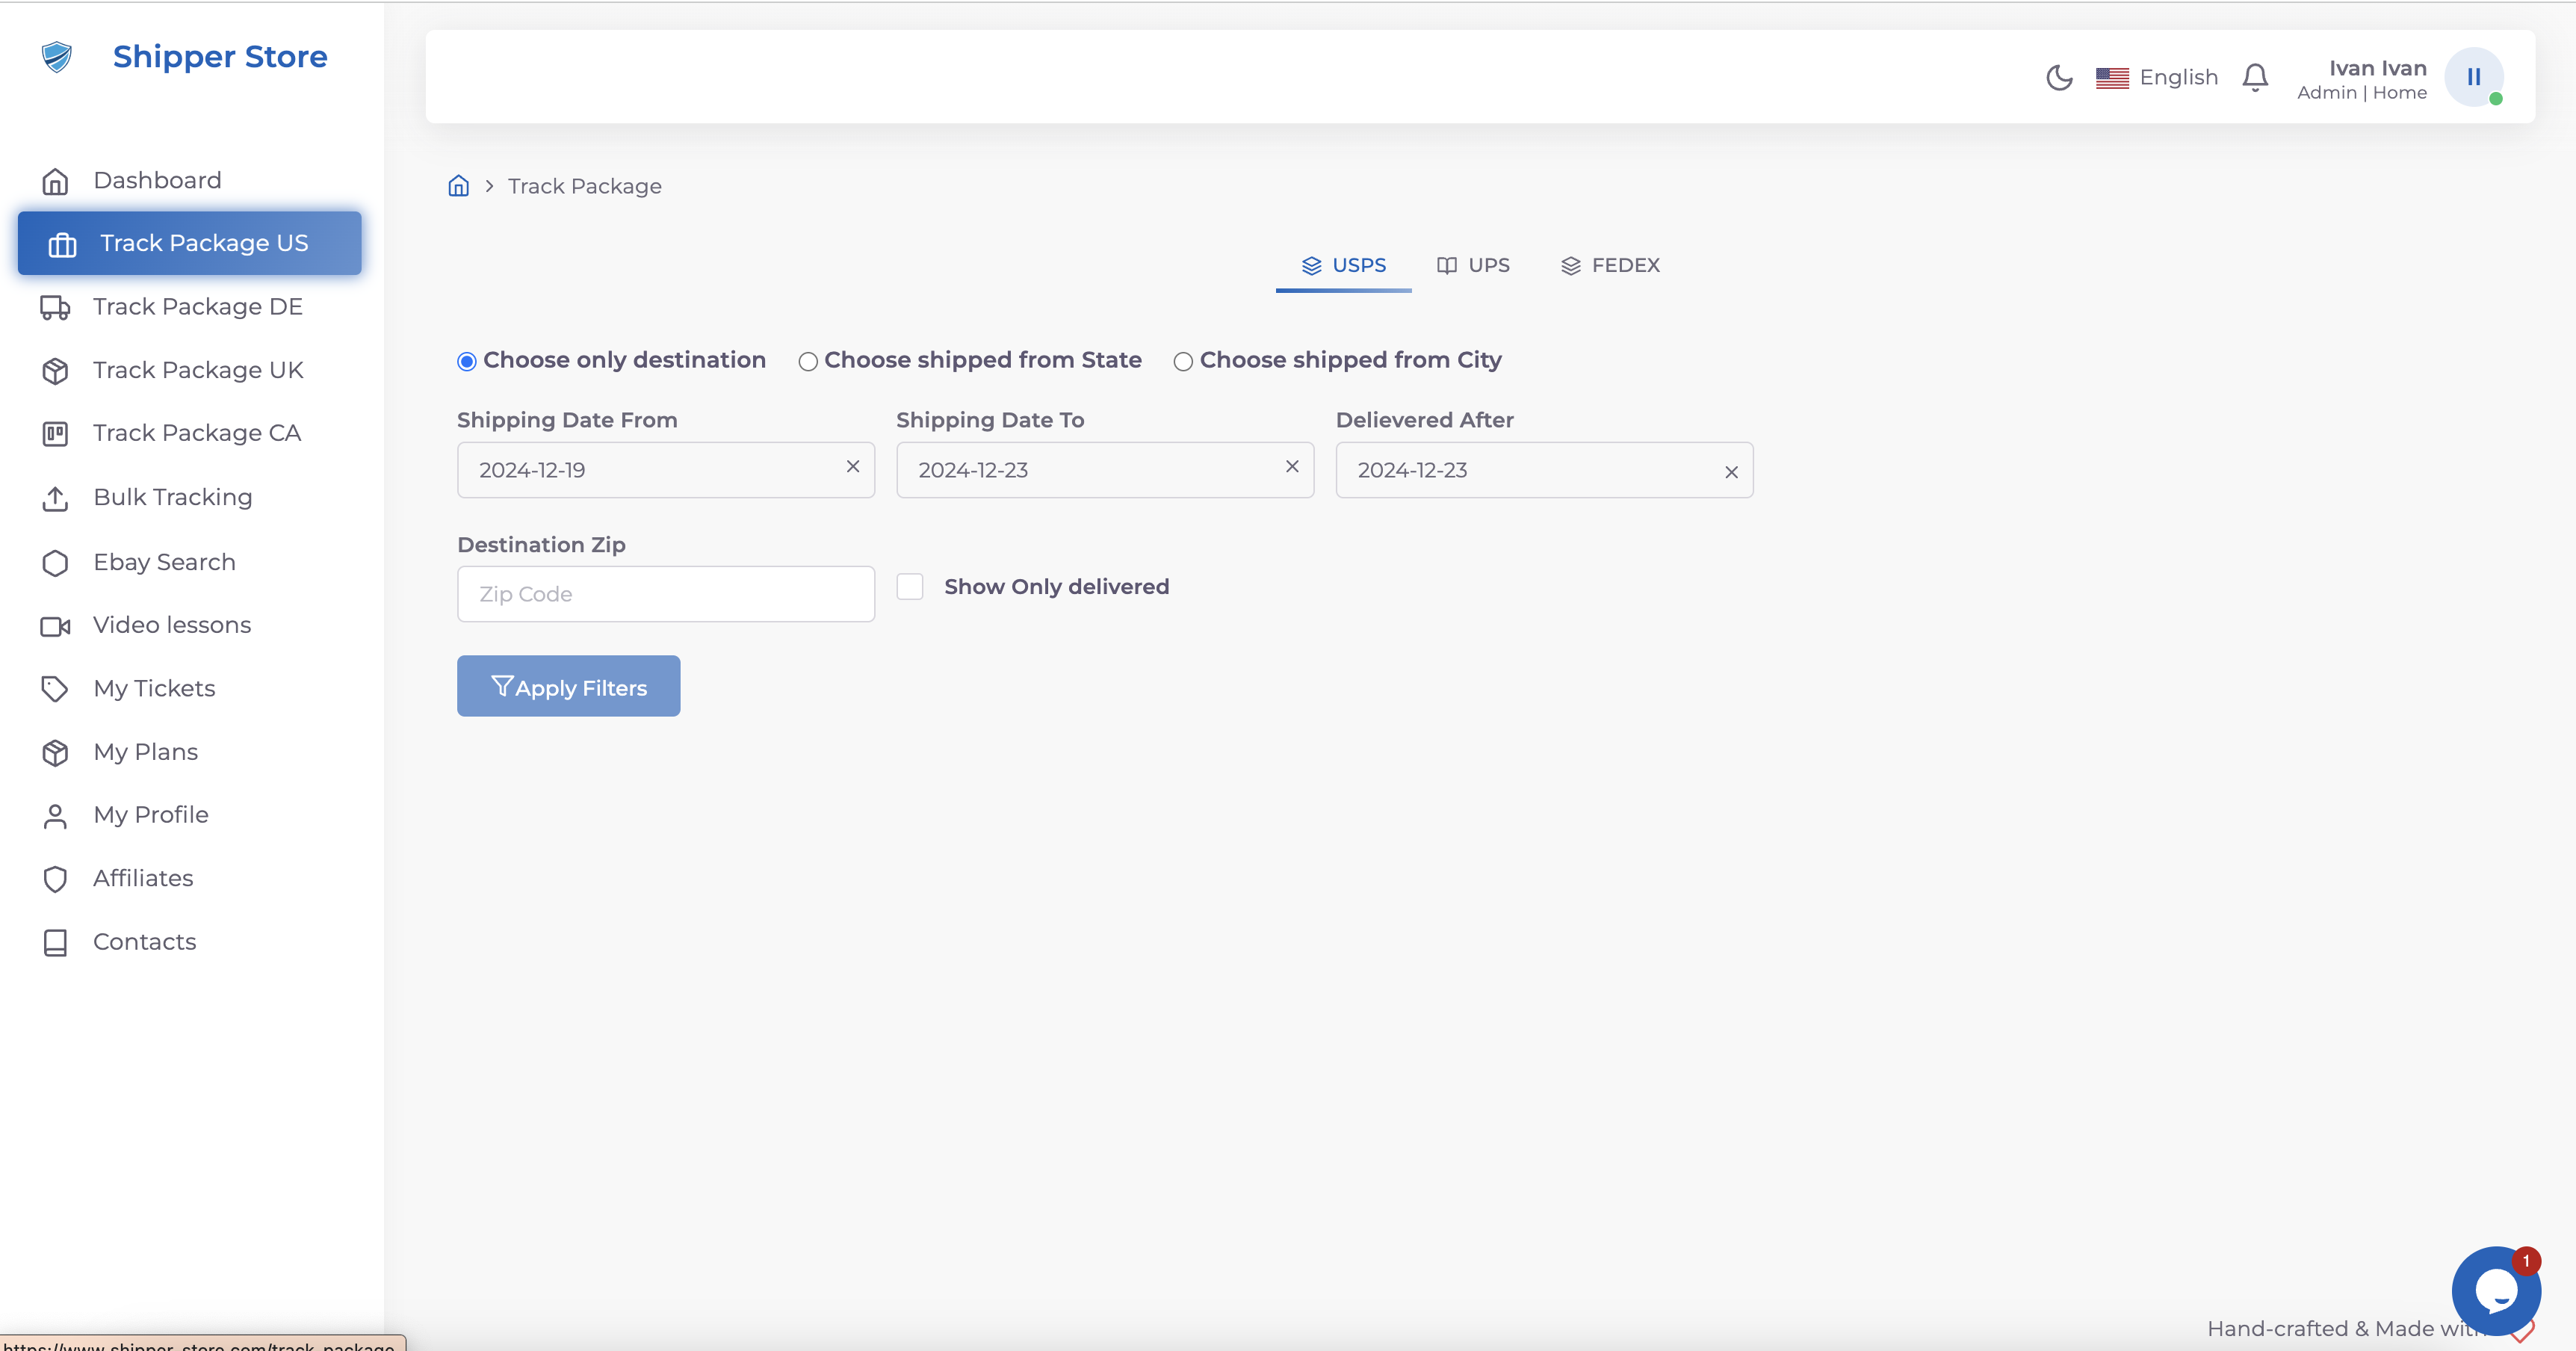 Shipper Store
English
Ivan Ivan
Admin | Home
II
Dashboard
Track Package US
Track Package DE
Track Package UK
Track Package CA
Bulk Tracking
Ebay Search
Video lessons
My Tickets
My Plans
My Profile
Affiliates
Contacts
Track Package
USPS UPS FEDEX
Choose only destination Choose shipped from State Choose shipped from City
Shipping Date From Shipping Date To Delievered After
2024-12-19 2024-12-23 2024-12-23
Destination Zip
Zip Code
Show Only delivered
Apply Filters
1
Hand-crafted & Made with
https://www.shipper-store.com/track-package